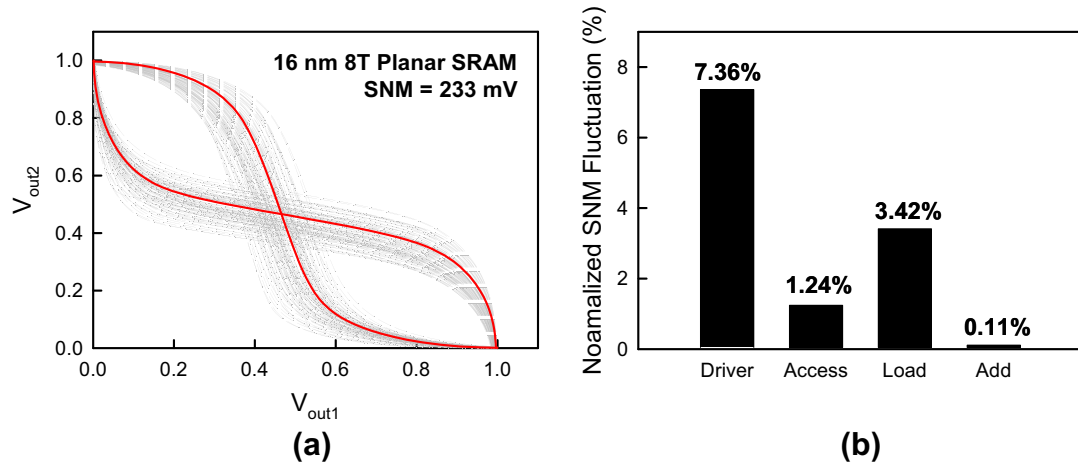 16 nm 8T Planar SRAM
SNM = 233 mV
1.0
0.8
0.6
0.4
0.2
0.0
Vout2
0.0 0.2 0.4 0.6 0.8 1.0
Vout1
(a)
Noamalized SNM Fluctuation (%)
8
6
4
2
0
7.36%
1.24%
3.42%
0.11%
Driver Access Load Add
(b)